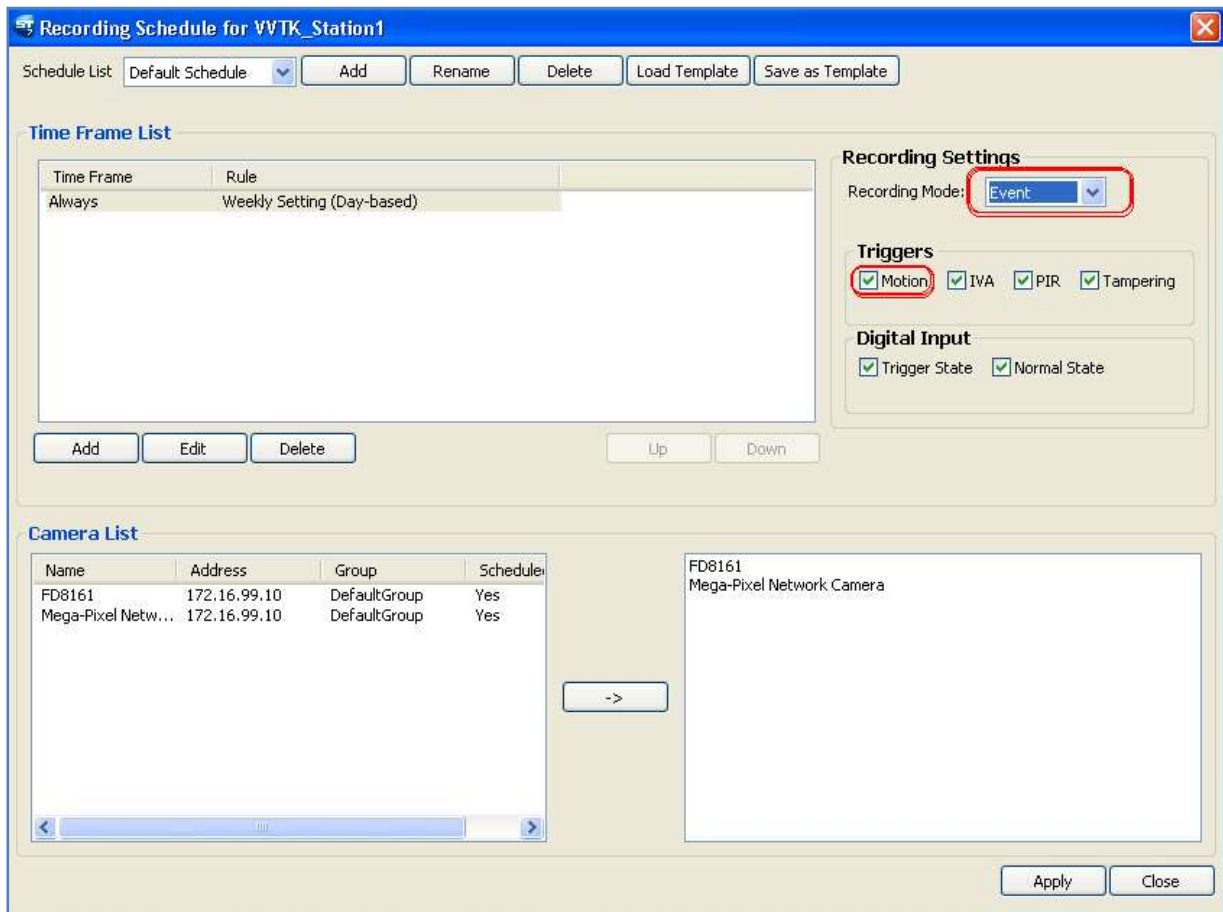 Recording Schedule for VVTK_Station1
Schedule List Default Schedule Add Rename Delete Load Template Save as Template
Time Frame List
Time Frame Rule
Always Weekly Setting (Day-based)
Add Edit Delete Up Down
Recording Settings
Recording Mode: Event
Triggers
Motion IVA PIR Tampering
Digital Input
Trigger State Normal State
Camera List
Name Address Group Schedule
FD8161 172.16.99.10 DefaultGroup Yes
Mega-Pixel Netw... 172.16.99.10 DefaultGroup Yes
->
FD8161
Mega-Pixel Network Camera
Apply Close